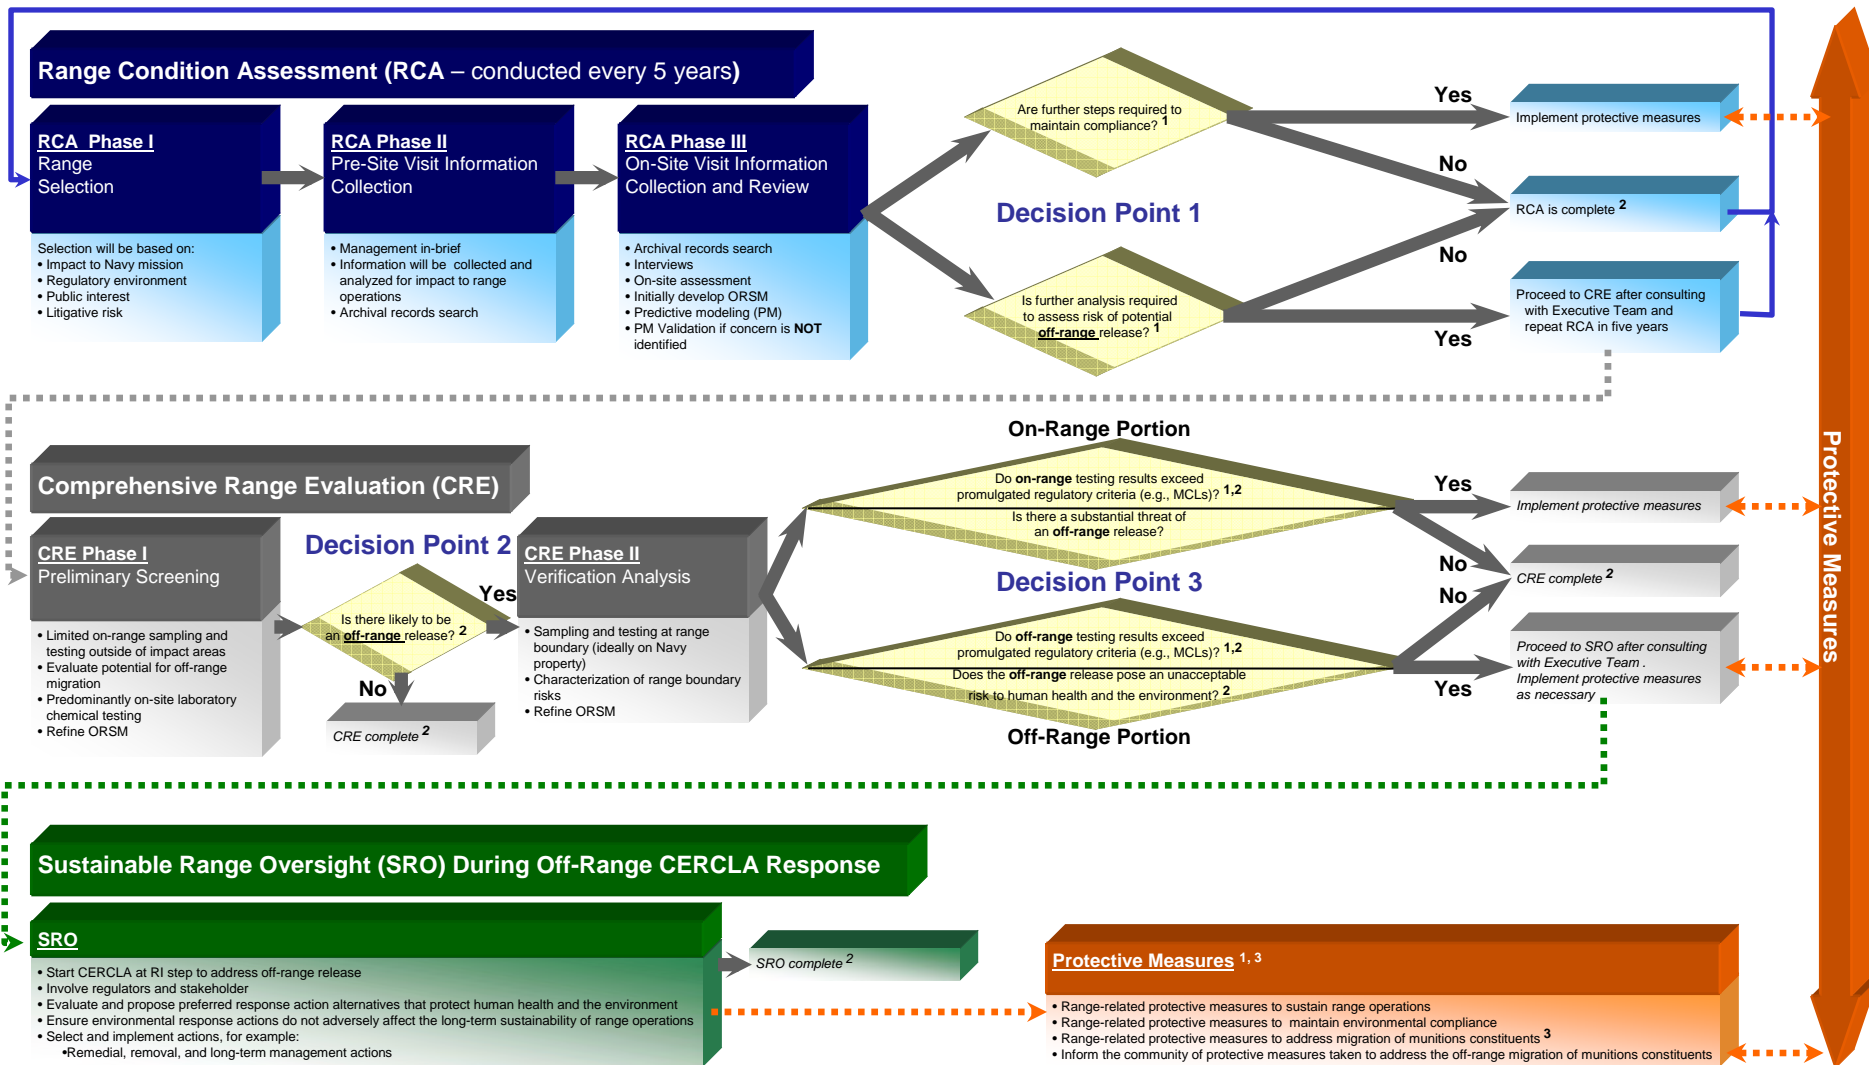 Range Condition Assessment (RCA – conducted every 5 years)
RCA Phase I
Range
Selection
Selection will be based on:
• Impact to Navy mission
• Regulatory environment
• Public interest
• Litigative risk
RCA Phase II
Pre-Site Visit Information
Collection
• Management in-brief
• Information will be collected and
analyzed for impact to range
operations
• Archival records search
RCA Phase III
On-Site Visit Information
Collection and Review
• Archival records search
• Interviews
• On-site assessment
• Initially develop ORSM
• Predictive modeling (PM)
• PM Validation if concern is NOT
identified
Are further steps required to
maintain compliance? 1
Decision Point 1
Is further analysis required
to assess risk of potential
off-range release? 1
Yes
No
No
Yes
Implement protective measures
RCA is complete 2
Proceed to CRE after consulting
with Executive Team and
repeat RCA in five years
Protective Measures
Comprehensive Range Evaluation (CRE)
CRE Phase I
Preliminary Screening
• Limited on-range sampling and
testing outside of impact areas
• Evaluate potential for off-range
migration
• Predominantly on-site laboratory
chemical testing
• Refine ORSM
Decision Point 2
Is there likely to be
an off-range release? 2
Yes
No
CRE complete 2
CRE Phase II
Verification Analysis
• Sampling and testing at range
boundary (ideally on Navy
property)
• Characterization of range boundary
risks
• Refine ORSM
On-Range Portion
Do on-range testing results exceed
promulgated regulatory criteria (e.g., MCLs)? 1,2
Is there a substantial threat of
an off-range release?
Decision Point 3
Do off-range testing results exceed
promulgated regulatory criteria (e.g., MCLs)? 1,2
Does the off-range release pose an unacceptable
risk to human health and the environment? 2
Off-Range Portion
Yes
No
No
Yes
Implement protective measures
CRE complete 2
Proceed to SRO after consulting
with Executive Team .
Implement protective measures
as necessary
Sustainable Range Oversight (SRO) During Off-Range CERCLA Response
SRO
• Start CERCLA at RI step to address off-range release
• Involve regulators and stakeholder
• Evaluate and propose preferred response action alternatives that protect human health and the environment
• Ensure environmental response actions do not adversely affect the long-term sustainability of range operations
• Select and implement actions, for example:
•Remedial, removal, and long-term management actions
SRO complete 2
Protective Measures 1, 3
• Range-related protective measures to sustain range operations
• Range-related protective measures to maintain environmental compliance
• Range-related protective measures to address migration of munitions constituents 3
• Inform the community of protective measures taken to address the off-range migration of munitions constituents